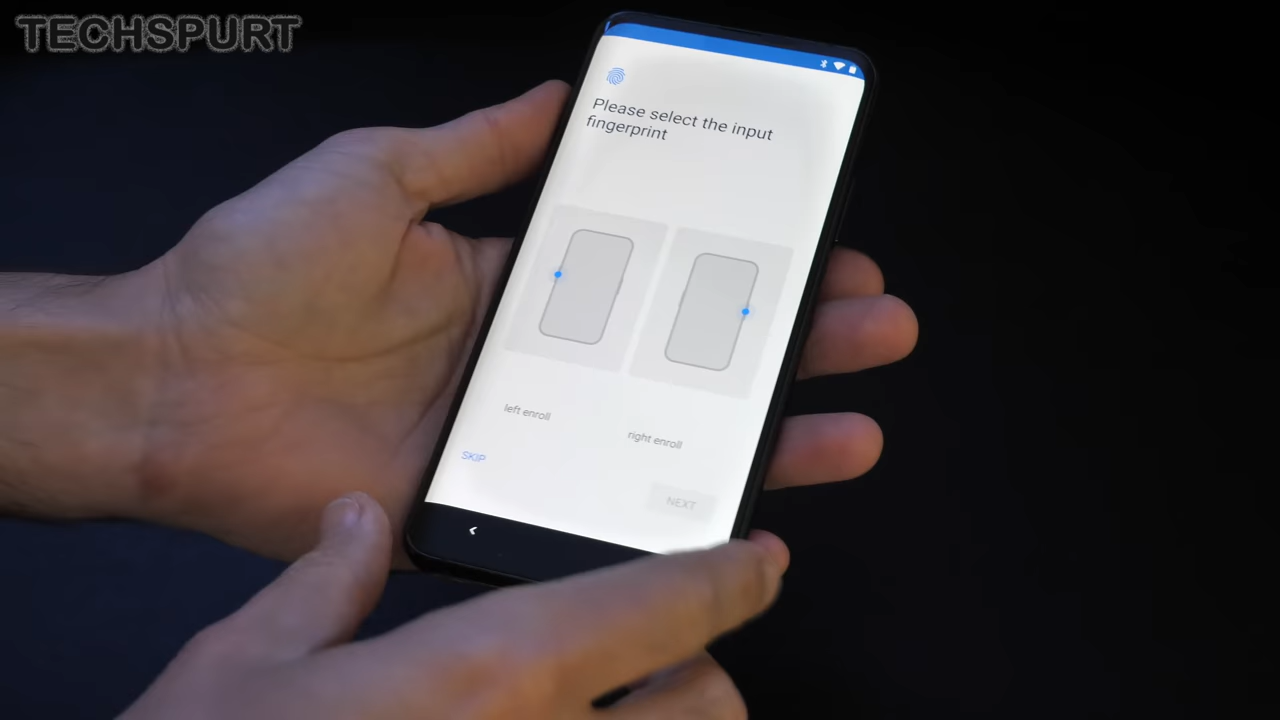 TECHSPURT
Please select the input
fingerprint
left enroll
right enroll
SKIP
NEXT